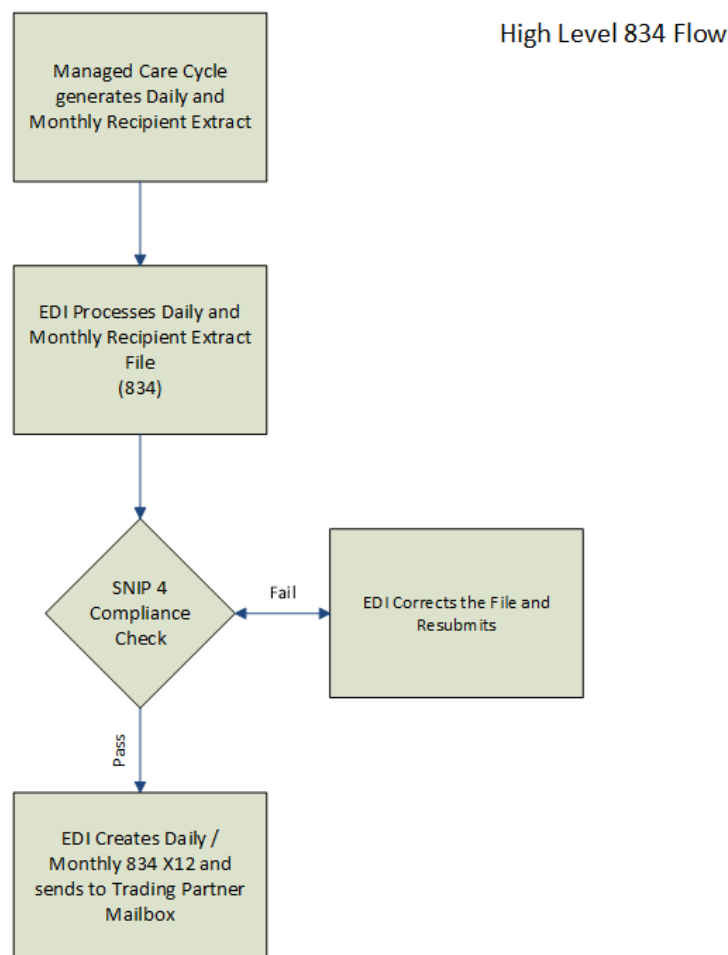 High Level 834 Flow
Managed Care Cycle
generates Daily and
Monthly Recipient Extract
EDI Processes Daily and
Monthly Recipient Extract
File
(834)
SNIP 4
Compliance
Check
Fail
EDI Corrects the File and
Resubmits
Pass
EDI Creates Daily /
Monthly 834 X12 and
sends to Trading Partner
Mailbox